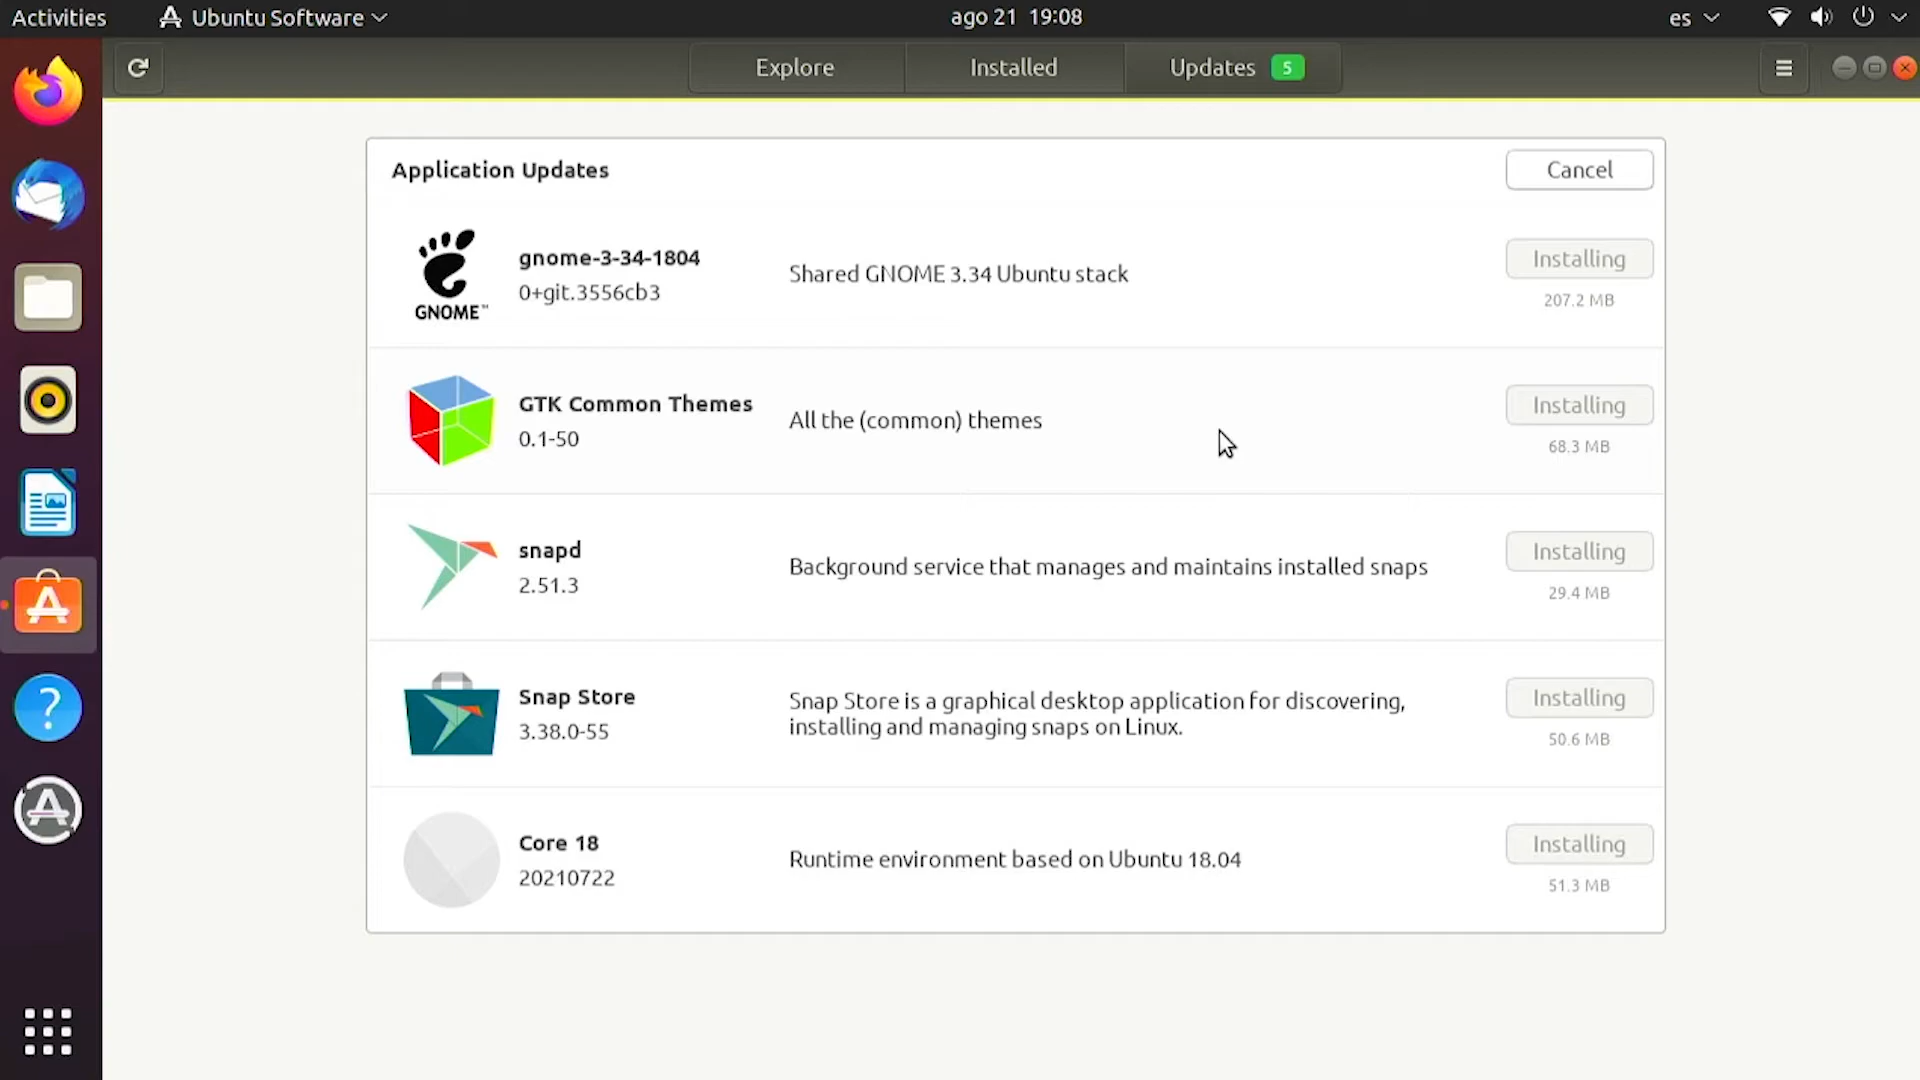 Activities
Ubuntu Software
ago 21 19:08
es
Explore
Installed
Updates 5
Application Updates
Cancel
GNOME™
gnome-3-34-1804
0+git.3556cb3
Shared GNOME 3.34 Ubuntu stack
Installing
207.2 MB
GTK Common Themes
0.1-50
All the (common) themes
Installing
68.3 MB
snapd
2.51.3
Background service that manages and maintains installed snaps
Installing
29.4 MB
Snap Store
3.38.0-55
Snap Store is a graphical desktop application for discovering,
installing and managing snaps on Linux.
Installing
50.6 MB
Core 18
20210722
Runtime environment based on Ubuntu 18.04
Installing
51.3 MB